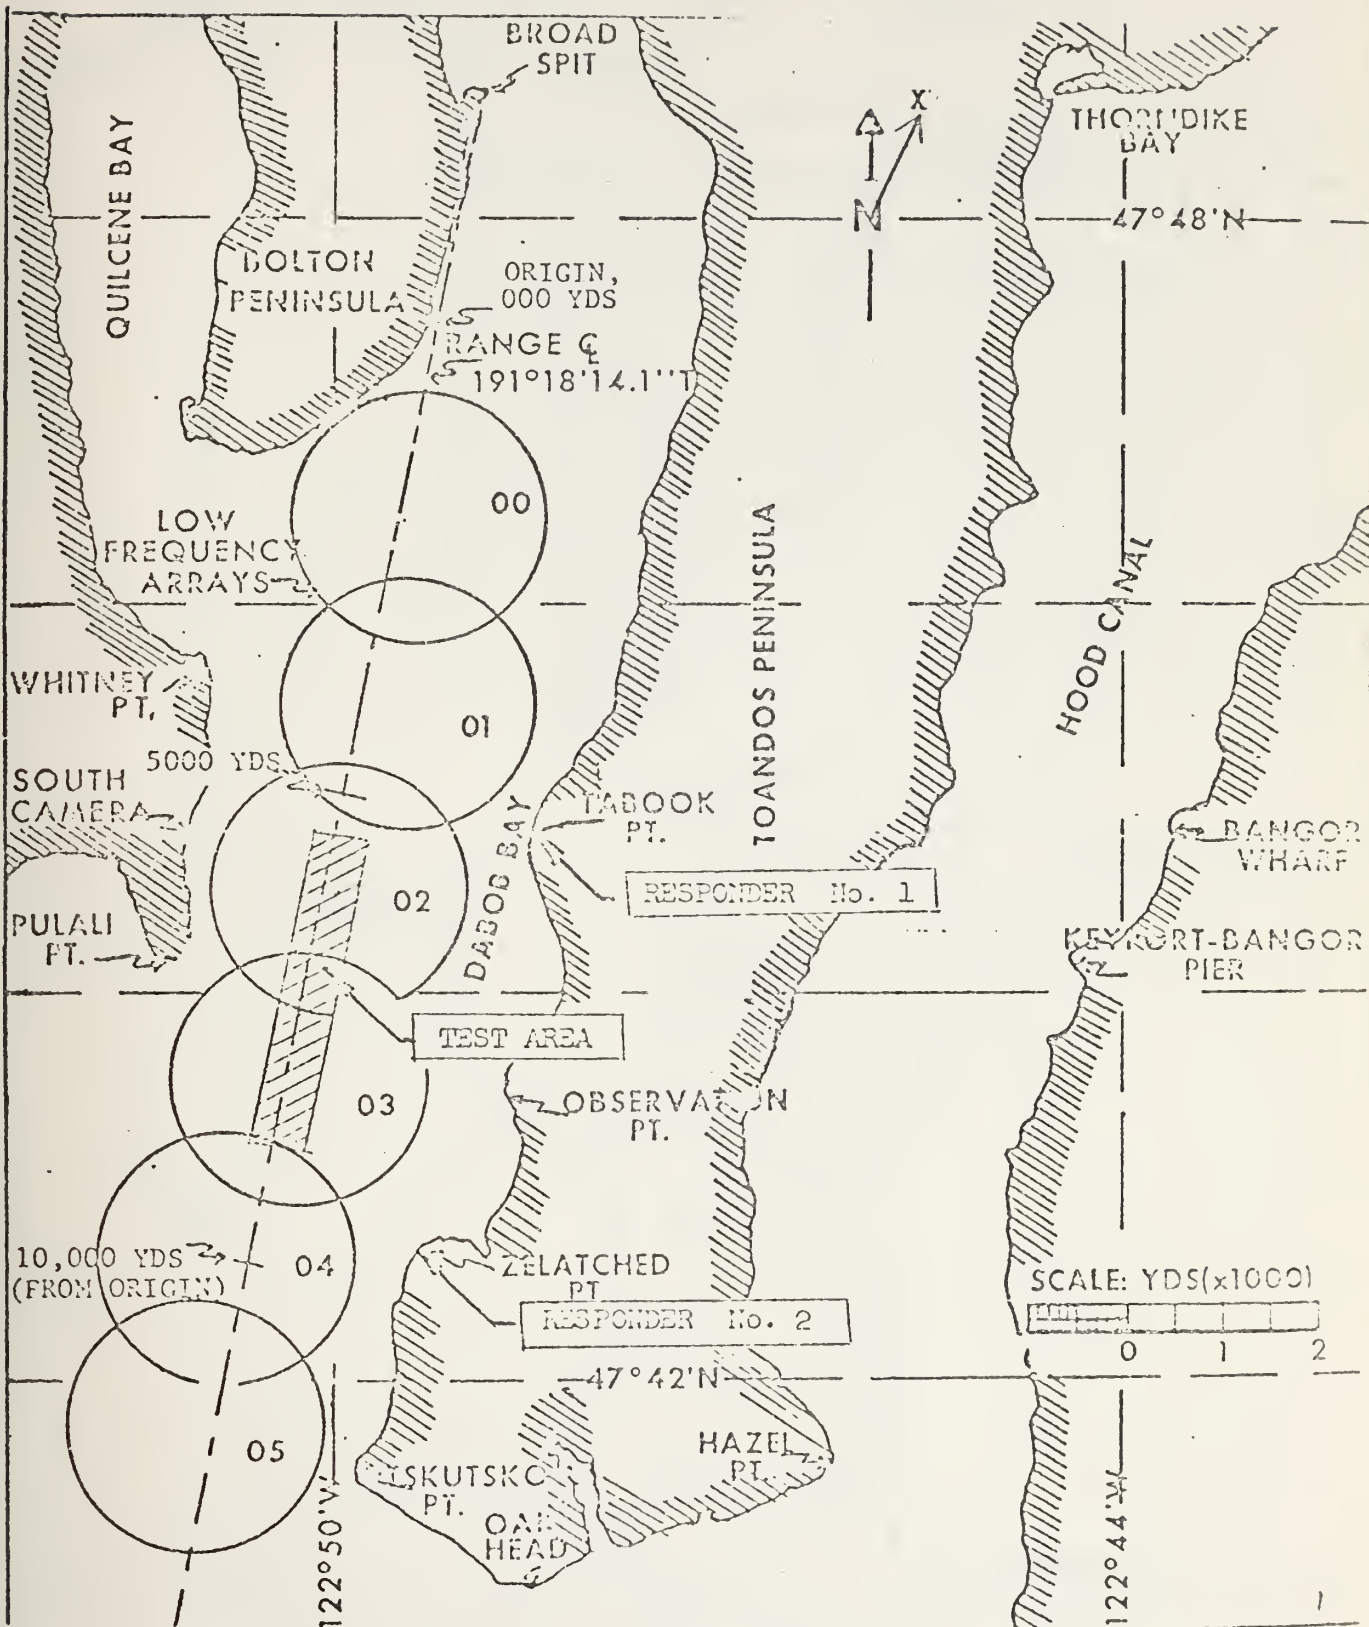 BROAD
SPIT
X
THORNDIKE
BAY
QUILCENE BAY
N
47°48'N
BOLTON
PENINSULA
ORIGIN,
000 YDS
RANGE ℄
191°18'14.1"T
00
LOW
FREQUENCY
ARRAYS
TOANDOS PENINSULA
HOOD CANAL
WHITNEY
PT.
01
5000 YDS
SOUTH
CAMERA
TABOOK
PT.
BANGOR
WHARF
DABOB BAY
RESPONDER No. 1
02
PULALI
PT.
KEYPORT-BANGOR
PIER
TEST AREA
03
OBSERVATION
PT.
10,000 YDS
(FROM ORIGIN)
04
ZELATCHED
PT
SCALE: YDS(x1000)
0 1 2
RESPONDER No. 2
47°42'N
05
HAZEL
PT.
TSKUTSKO
PT.
OAK
HEAD
122°50'W
122°44'W